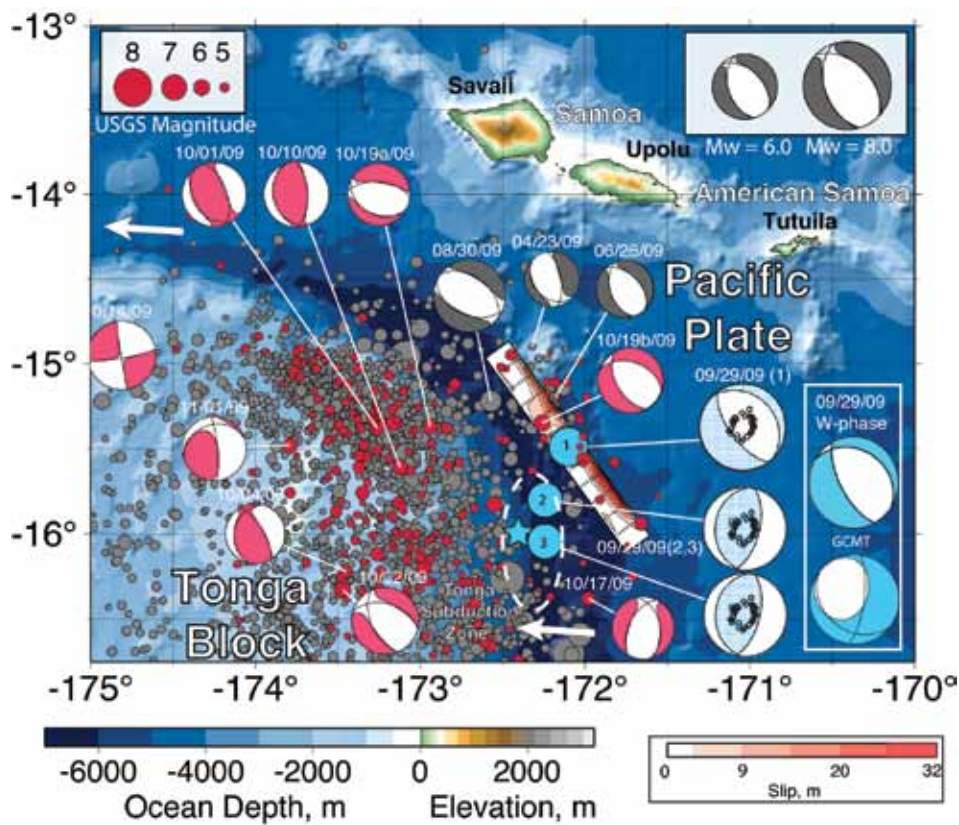 -13°
-14°
-15°
-16°
8 7 6 5
USGS Magnitude
Savaii
Samoa
Upolu
American Samoa
Tutuila
Mw = 6.0 Mw = 8.0
10/01/09 10/10/09 10/19a/09
08/30/09 04/23/09 06/26/09
Pacific
Plate
10/19b/09
09/29/09 (1)
09/29/09
W-phase
GCMT
1
2
3
09/29/09(2,3)
10/17/09
Tonga
Block
Tonga
Subduction
Zone
-175° -174° -173° -172° -171° -170°
-6000 -4000 -2000 0 2000
Ocean Depth, m Elevation, m
0 9 20 32
Slip, m